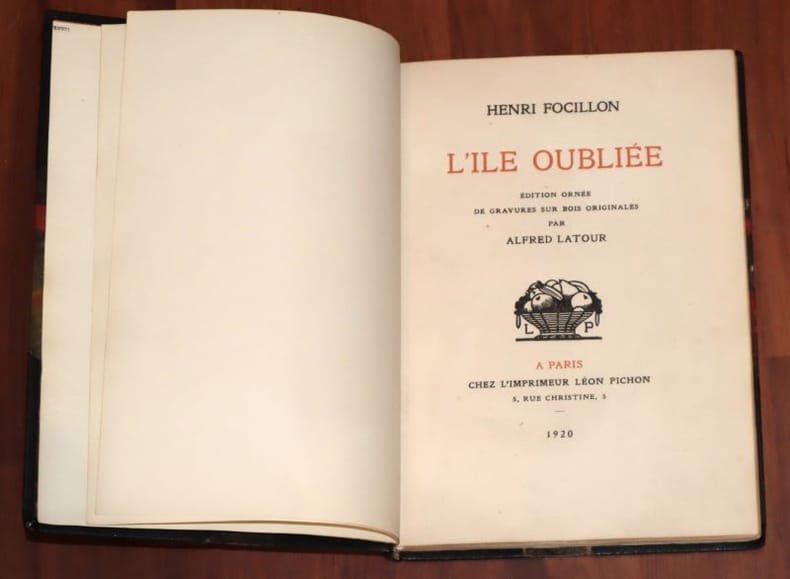 HENRI FOCILLON
L'ILE OUBLIÉE
ÉDITION ORNÉE
DE GRAVURES SUR BOIS ORIGINALES
PAR
ALFRED LATOUR
L P
A PARIS
CHEZ L'IMPRIMEUR LÉON PICHON
5, RUE CHRISTINE, 5
1920